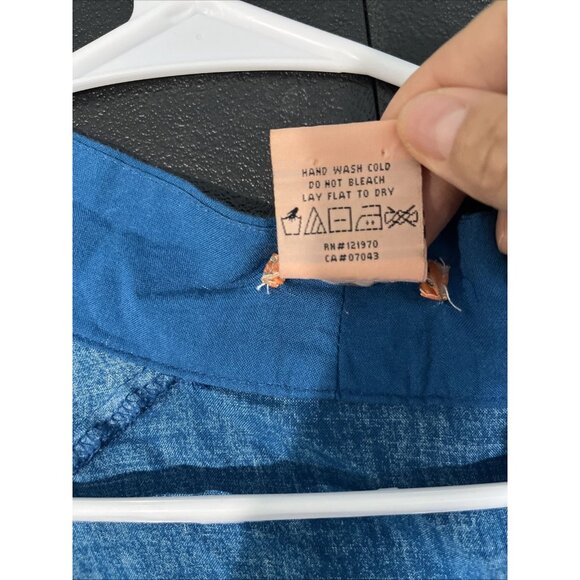 HAND WASH COLD
DO NOT BLEACH
LAY FLAT TO DRY
RN#121970
CA#07043